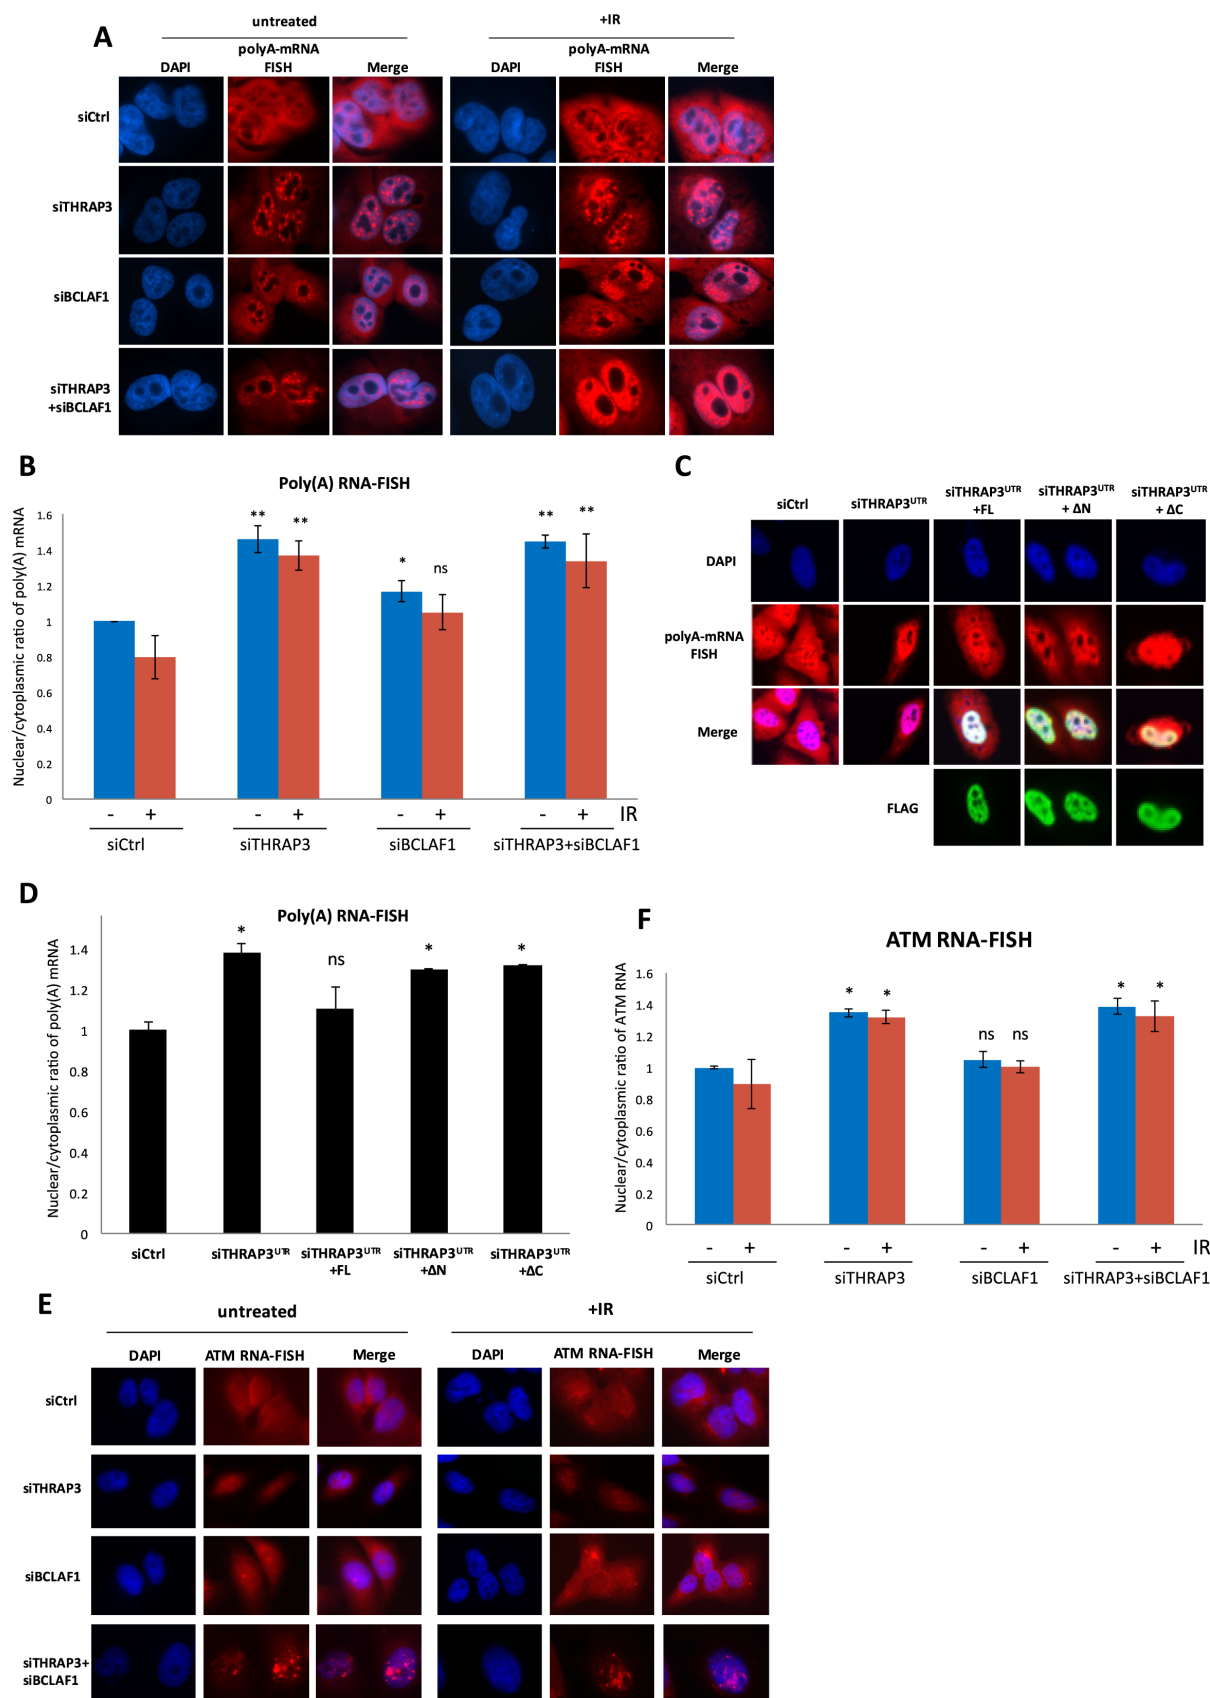 A
untreated
+IR
polyA-mRNA
polyA-mRNA
DAPI
FISH
Merge
DAPI
FISH
Merge
siCtrl
siTHRAP3
siBCLAF1
siTHRAP3
+siBCLAF1
B
Poly(A) RNA-FISH
Nuclear/cytoplasmic ratio of poly(A) mRNA
1.6
1.4
1.2
1
0.8
0.6
0.4
0.2
0
** ** * ns ** **
- + - + - + - + IR
siCtrl siTHRAP3 siBCLAF1 siTHRAP3+siBCLAF1
C
siCtrl
siTHRAP3UTR
siTHRAP3UTR
+FL
siTHRAP3UTR
+ ΔN
siTHRAP3UTR
+ ΔC
DAPI
polyA-mRNA
FISH
Merge
FLAG
D
Poly(A) RNA-FISH
Nuclear/cytoplasmic ratio of poly(A) mRNA
1.4
1.2
1
0.8
0.6
0.4
0.2
0
* ns * *
siCtrl
siTHRAP3UTR
siTHRAP3UTR
+FL
siTHRAP3UTR
+ΔN
siTHRAP3UTR
+ΔC
F
ATM RNA-FISH
Nuclear/cytoplasmic ratio of ATM RNA
1.6
1.4
1.2
1
0.8
0.6
0.4
0.2
0
* * ns ns * *
- + - + - + - + IR
siCtrl siTHRAP3 siBCLAF1 siTHRAP3+siBCLAF1
E
untreated
+IR
DAPI ATM RNA-FISH Merge DAPI ATM RNA-FISH Merge
siCtrl
siTHRAP3
siBCLAF1
siTHRAP3+
siBCLAF1